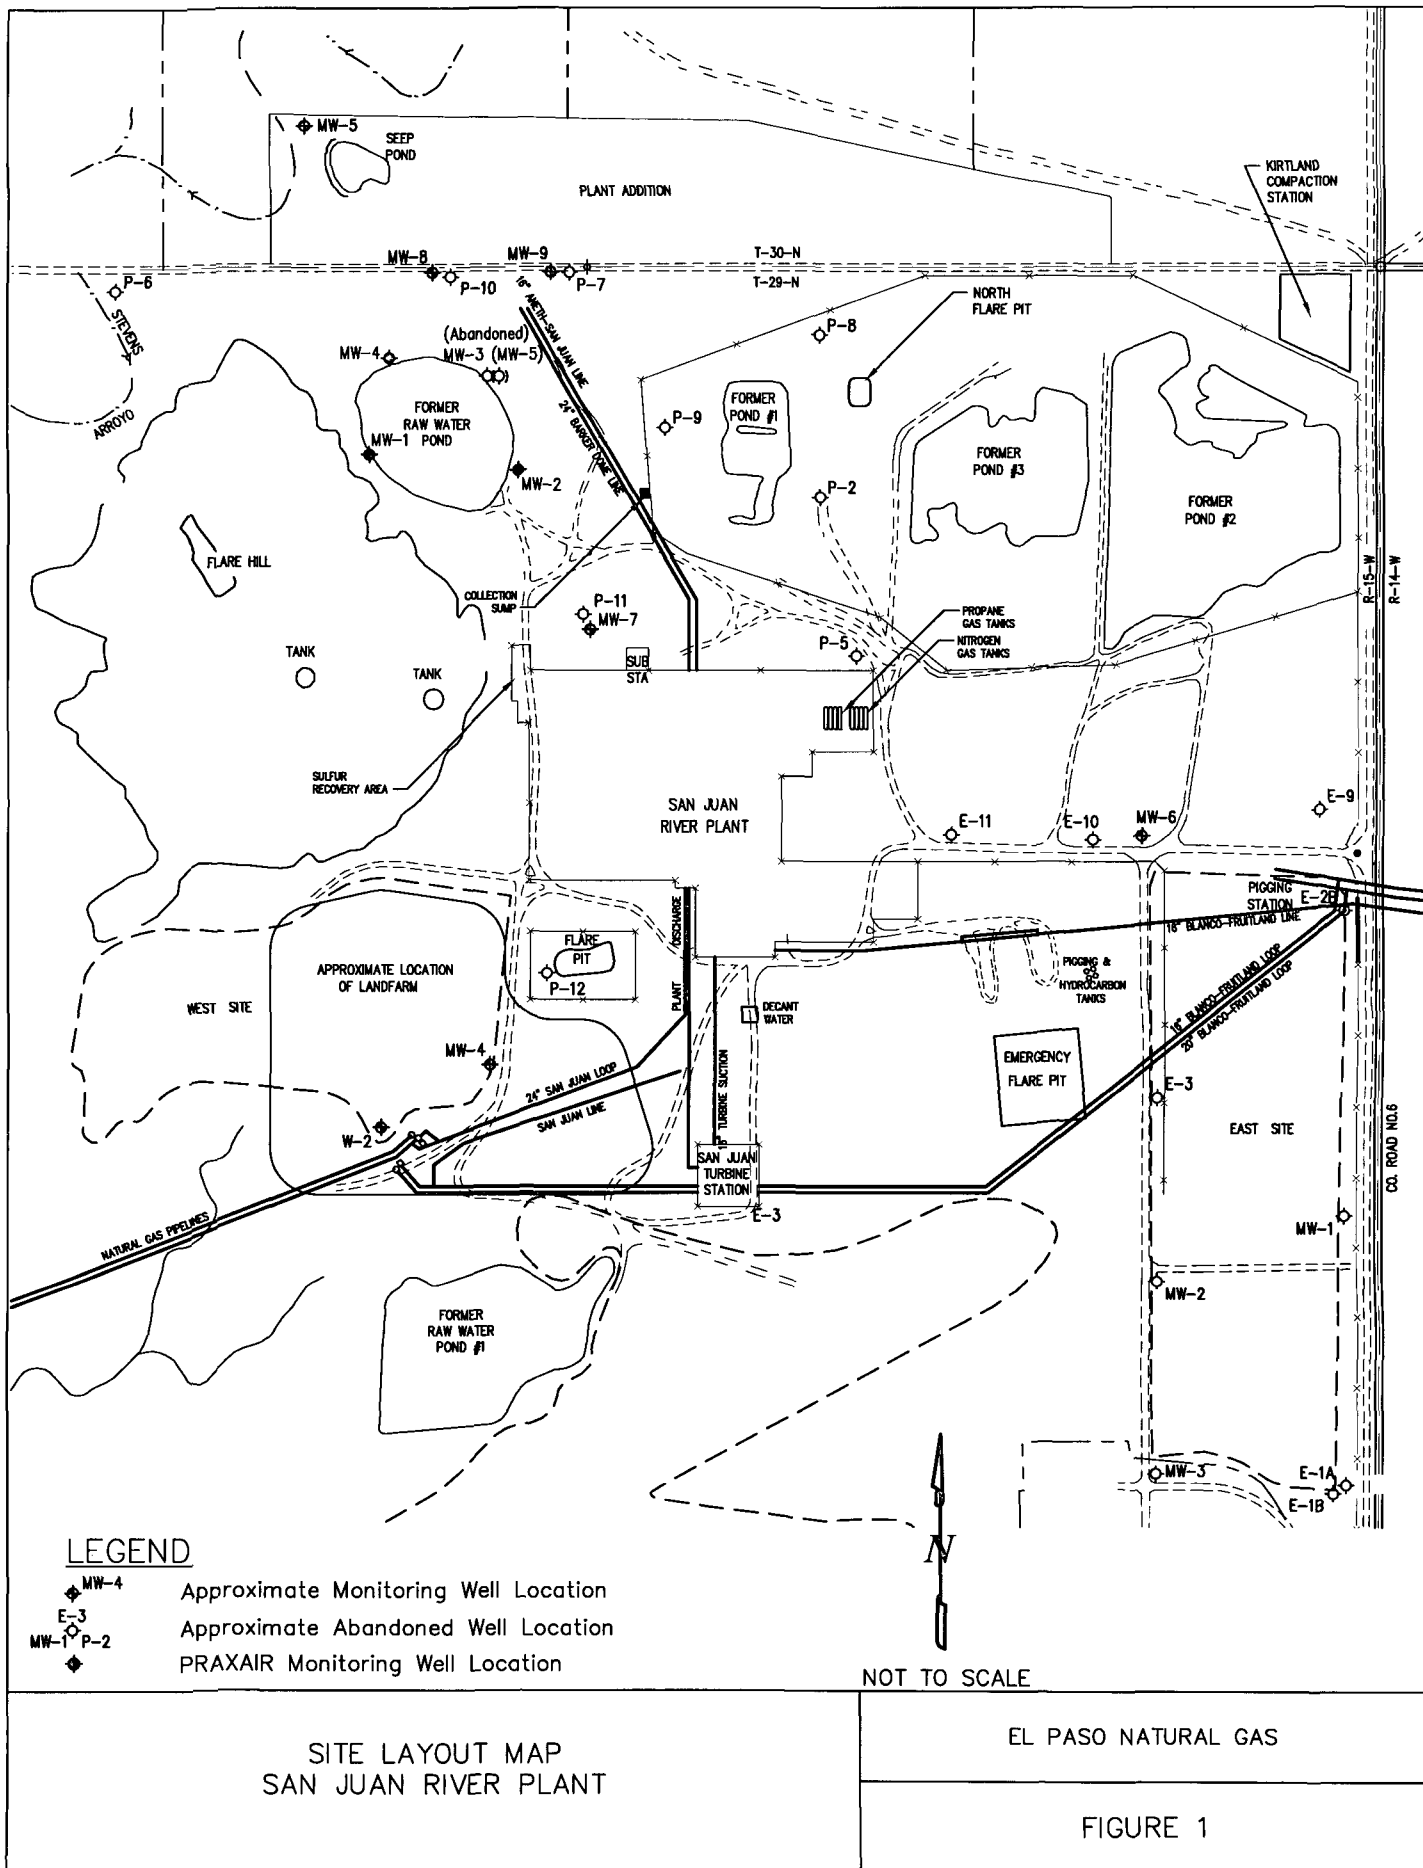 MW-5
SEEP
POND
PLANT ADDITION
KIRTLAND
COMPACTION
STATION
MW-8
MW-9
T-30-N
T-29-N
P-6
P-10
P-7
STEVENS
ARROYO
16" ANETH-SAN JUAN LINE
24" BARKER DOME LINE
NORTH
FLARE PIT
P-8
(Abandoned)
MW-4
MW-3 (MW-5)
FORMER
RAW WATER
POND
MW-1
MW-2
P-9
FORMER
POND #1
P-2
FORMER
POND #3
FORMER
POND #2
FLARE HILL
R-15-W
R-14-W
COLLECTION
SUMP
P-11
MW-7
PROPANE
GAS TANKS
NITROGEN
GAS TANKS
P-5
TANK
TANK
SUB
STA
SULFUR
RECOVERY AREA
SAN JUAN
RIVER PLANT
E-9
E-11
E-10
MW-6
PIGGING
STATION
E-2B
16" BLANCO-FRUITLAND LINE
DISCHARGE
PLANT
FLARE
PIT
P-12
APPROXIMATE LOCATION
OF LANDFARM
WEST SITE
PIGGING &
HYDROCARBON
TANKS
16" BLANCO-FRUITLAND LOOP
20" BLANCO-FRUITLAND LOOP
DECANT
WATER
MW-4
24" SAN JUAN LOOP
SAN JUAN LINE
16" TURBINE SUCTION
EMERGENCY
FLARE PIT
E-3
EAST SITE
CO. ROAD NO.6
W-2
SAN JUAN
TURBINE
STATION
E-3
NATURAL GAS PIPELINES
MW-1
MW-2
FORMER
RAW WATER
POND #1
MW-3
E-1A
E-1B
N
LEGEND
MW-4
Approximate Monitoring Well Location
E-3
MW-1 P-2
Approximate Abandoned Well Location
PRAXAIR Monitoring Well Location
NOT TO SCALE
SITE LAYOUT MAP
SAN JUAN RIVER PLANT
EL PASO NATURAL GAS
FIGURE 1